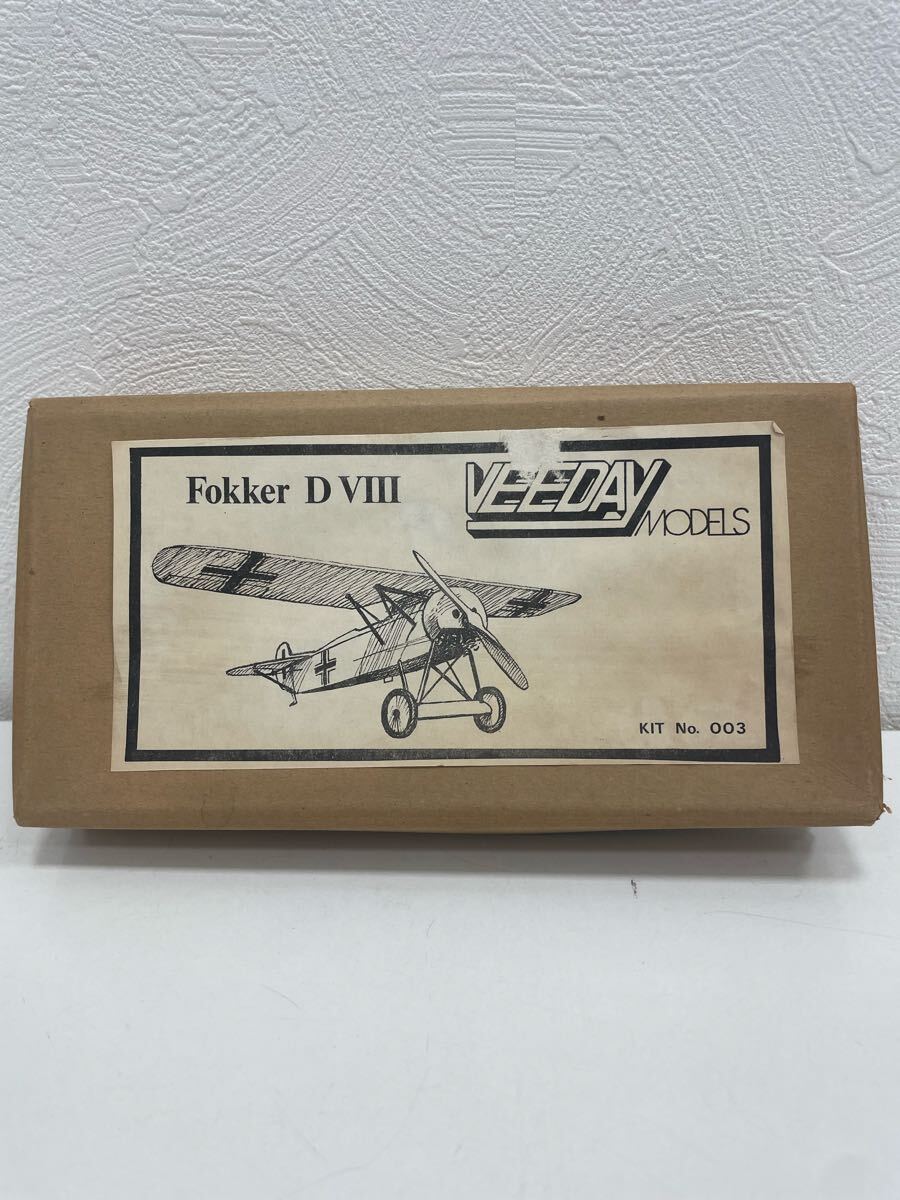 Fokker D VIII
VEEDAY
MODELS
KIT No. 003